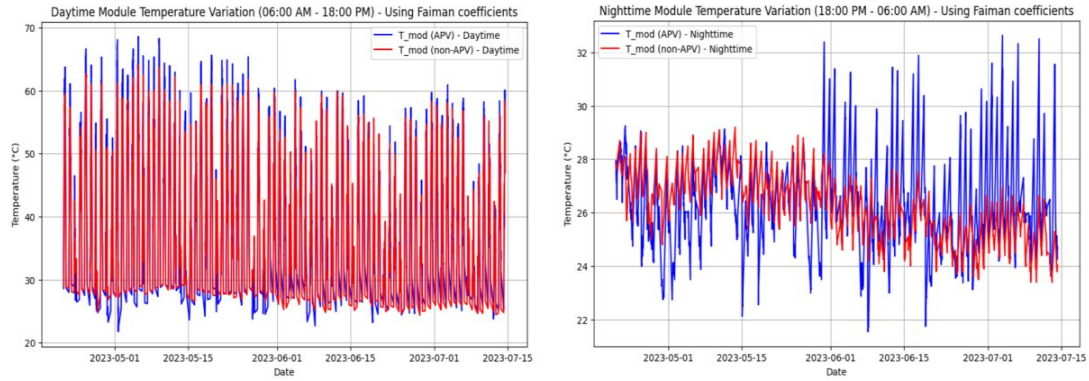 Daytime Module Temperature Variation (06:00 AM - 18:00 PM) - Using Faiman coefficients
T_mod (APV) - Daytime
T_mod (non-APV) - Daytime
70
60
50
40
30
20
Temperature (°C)
2023-05-01
2023-05-15
2023-06-01
2023-06-15
2023-07-01
2023-07-15
Date
Nighttime Module Temperature Variation (18:00 PM - 06:00 AM) - Using Faiman coefficients
T_mod (APV) - Nighttime
T_mod (non-APV) - Nighttime
32
30
28
26
24
22
Temperature (°C)
2023-05-01
2023-05-15
2023-06-01
2023-06-15
2023-07-01
2023-07-15
Date